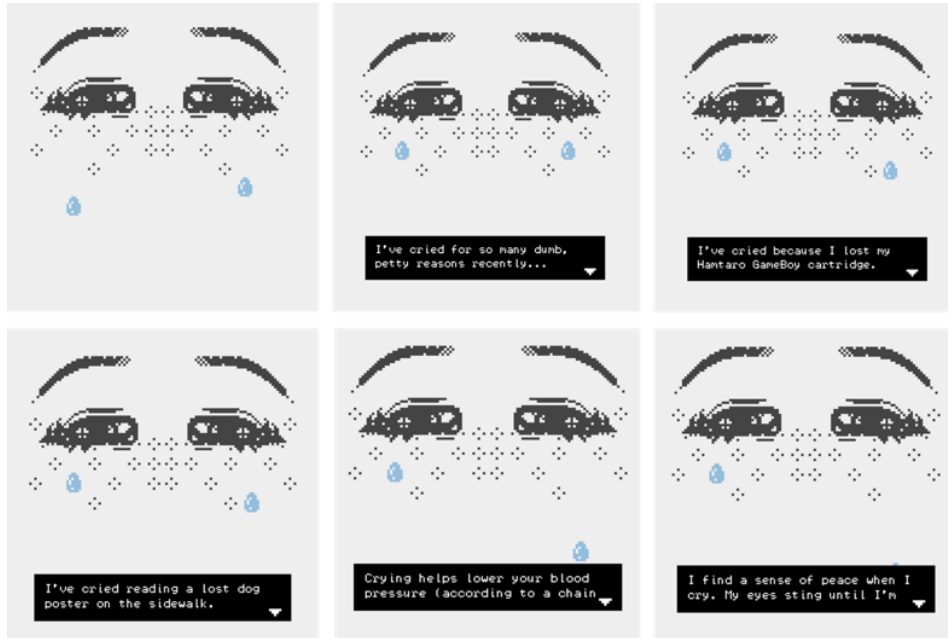 I've cried for so many dumb,
petty reasons recently...
I've cried because I lost my
Hamtaro GameBoy cartridge.
I've cried reading a lost dog
poster on the sidewalk.
Crying helps lower your blood
pressure (according to a chain
I find a sense of peace when I
cry. My eyes sting until I'm